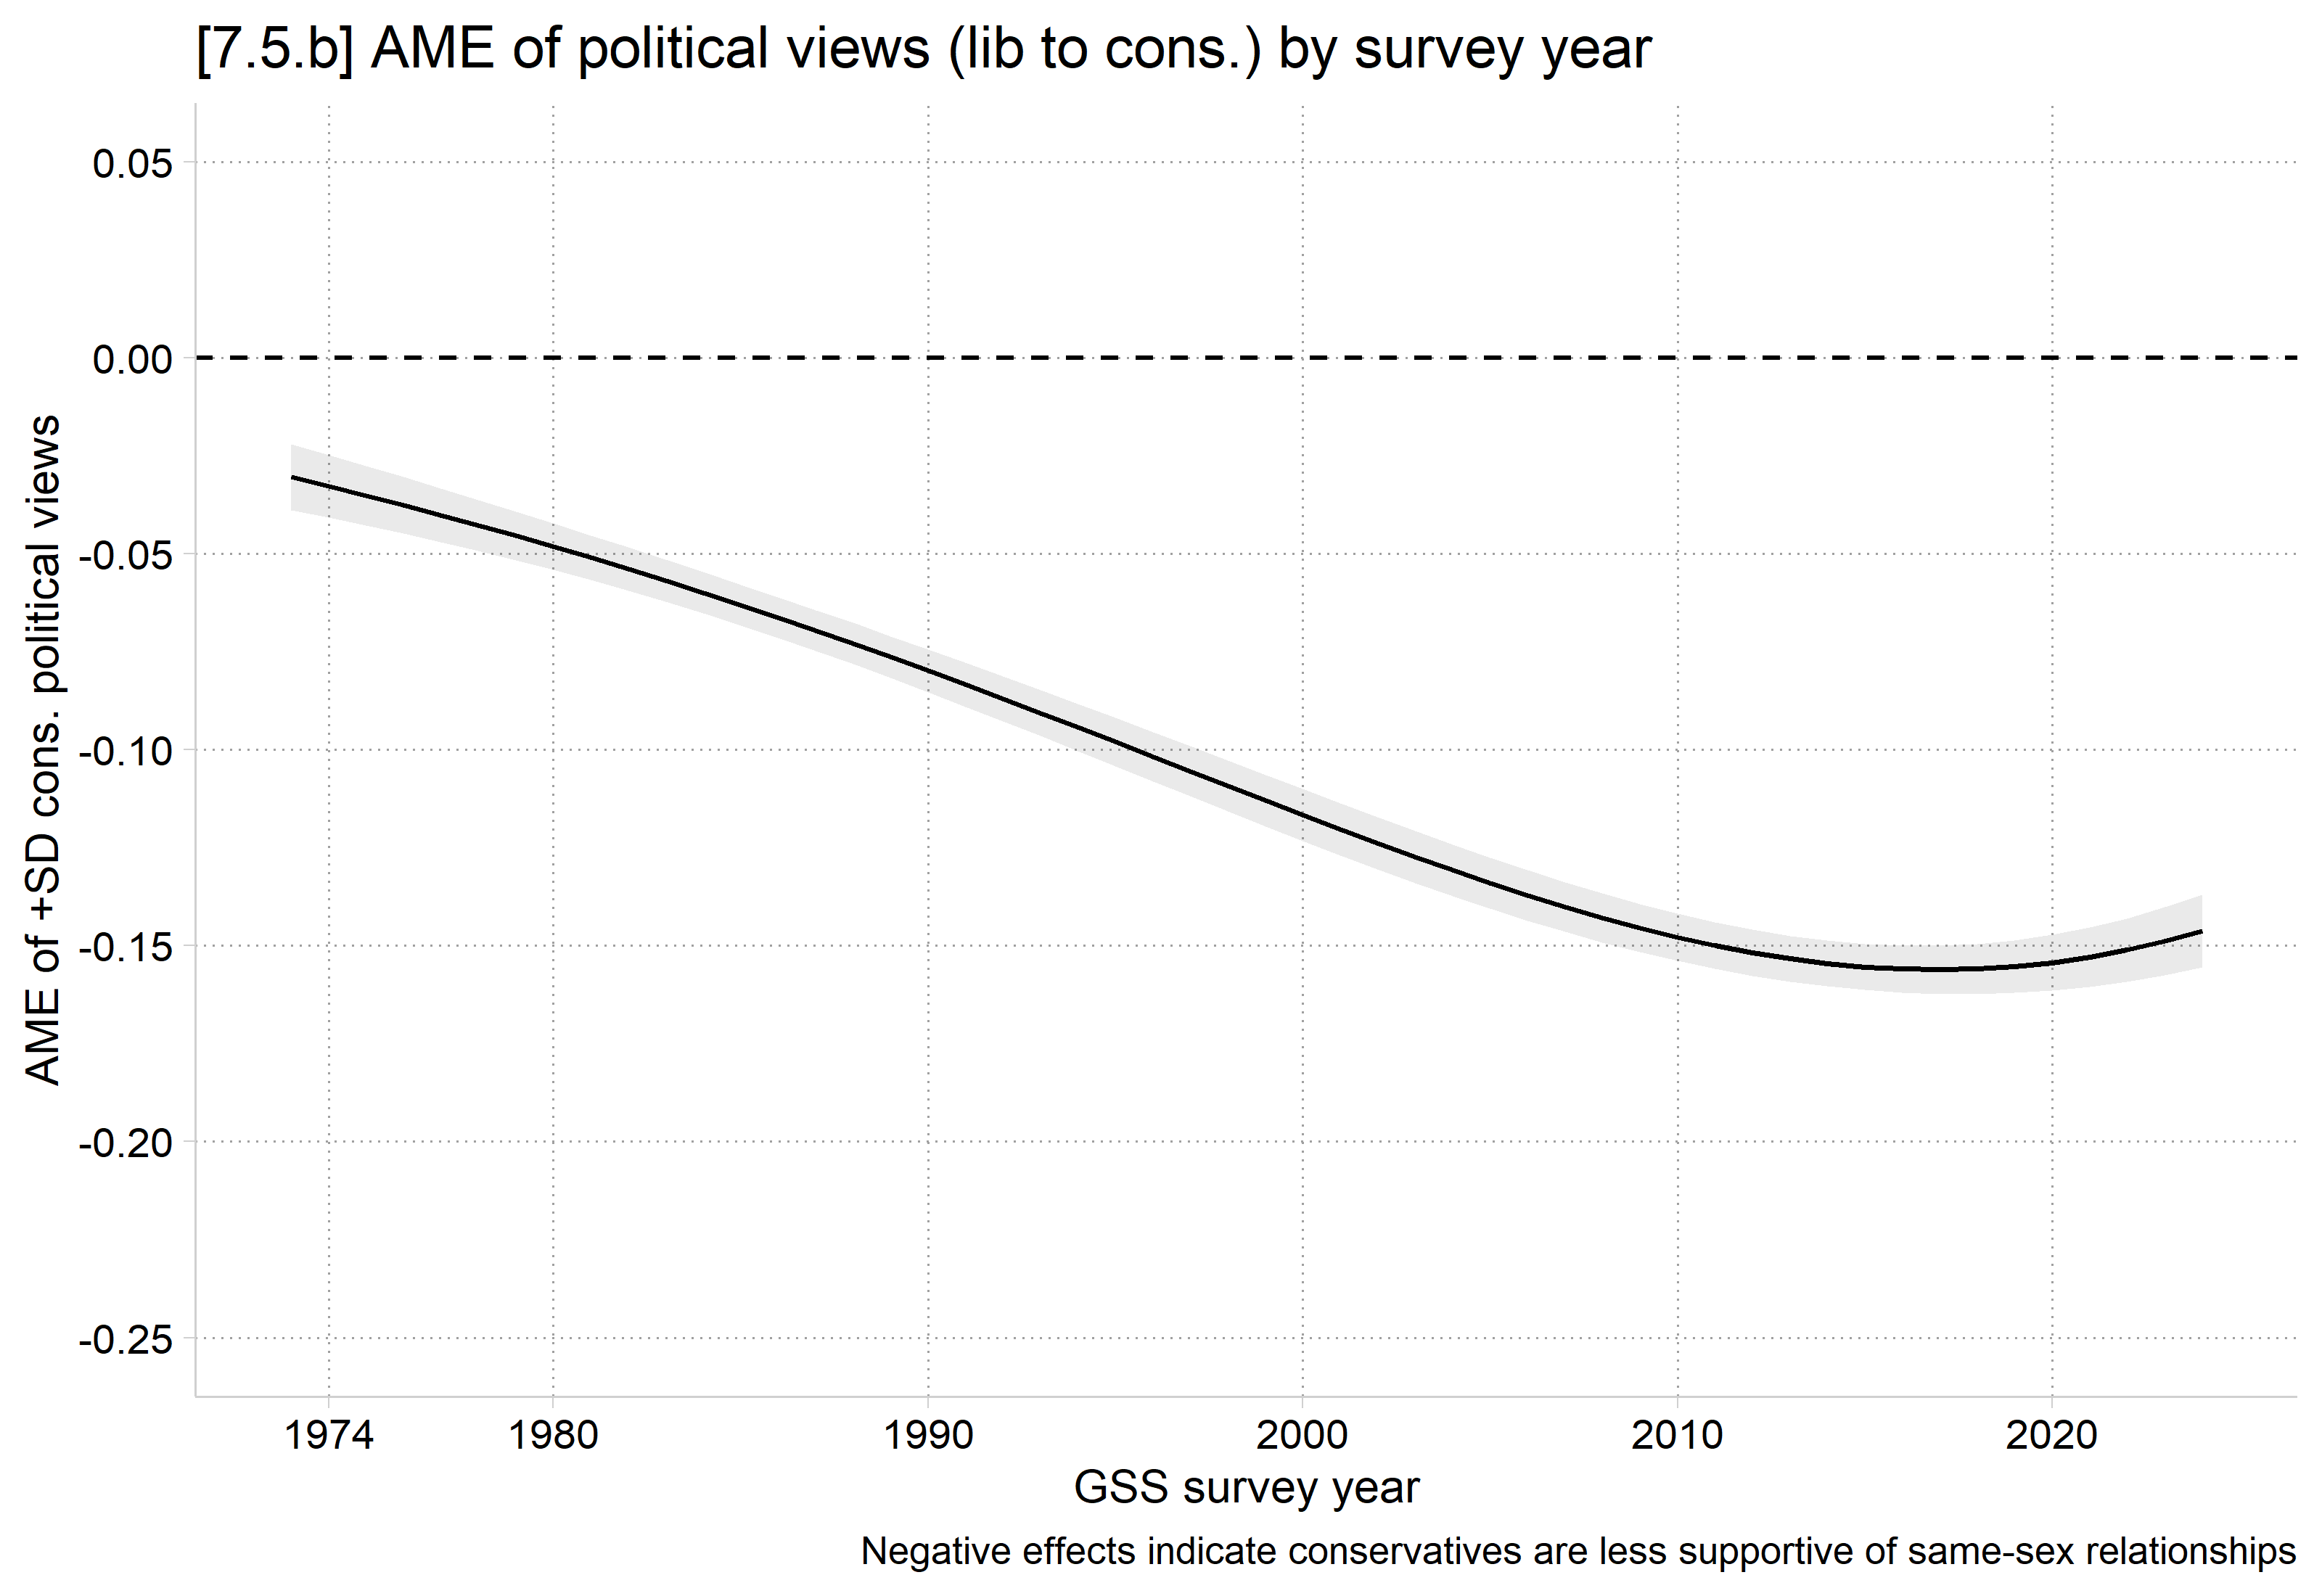 [7.5.b] AME of political views (lib to cons.) by survey year
AME of +SD cons. political views
0.05
0.00
-0.05
-0.10
-0.15
-0.20
-0.25
1974 1980 1990 2000 2010 2020
GSS survey year
Negative effects indicate conservatives are less supportive of same-sex relationships